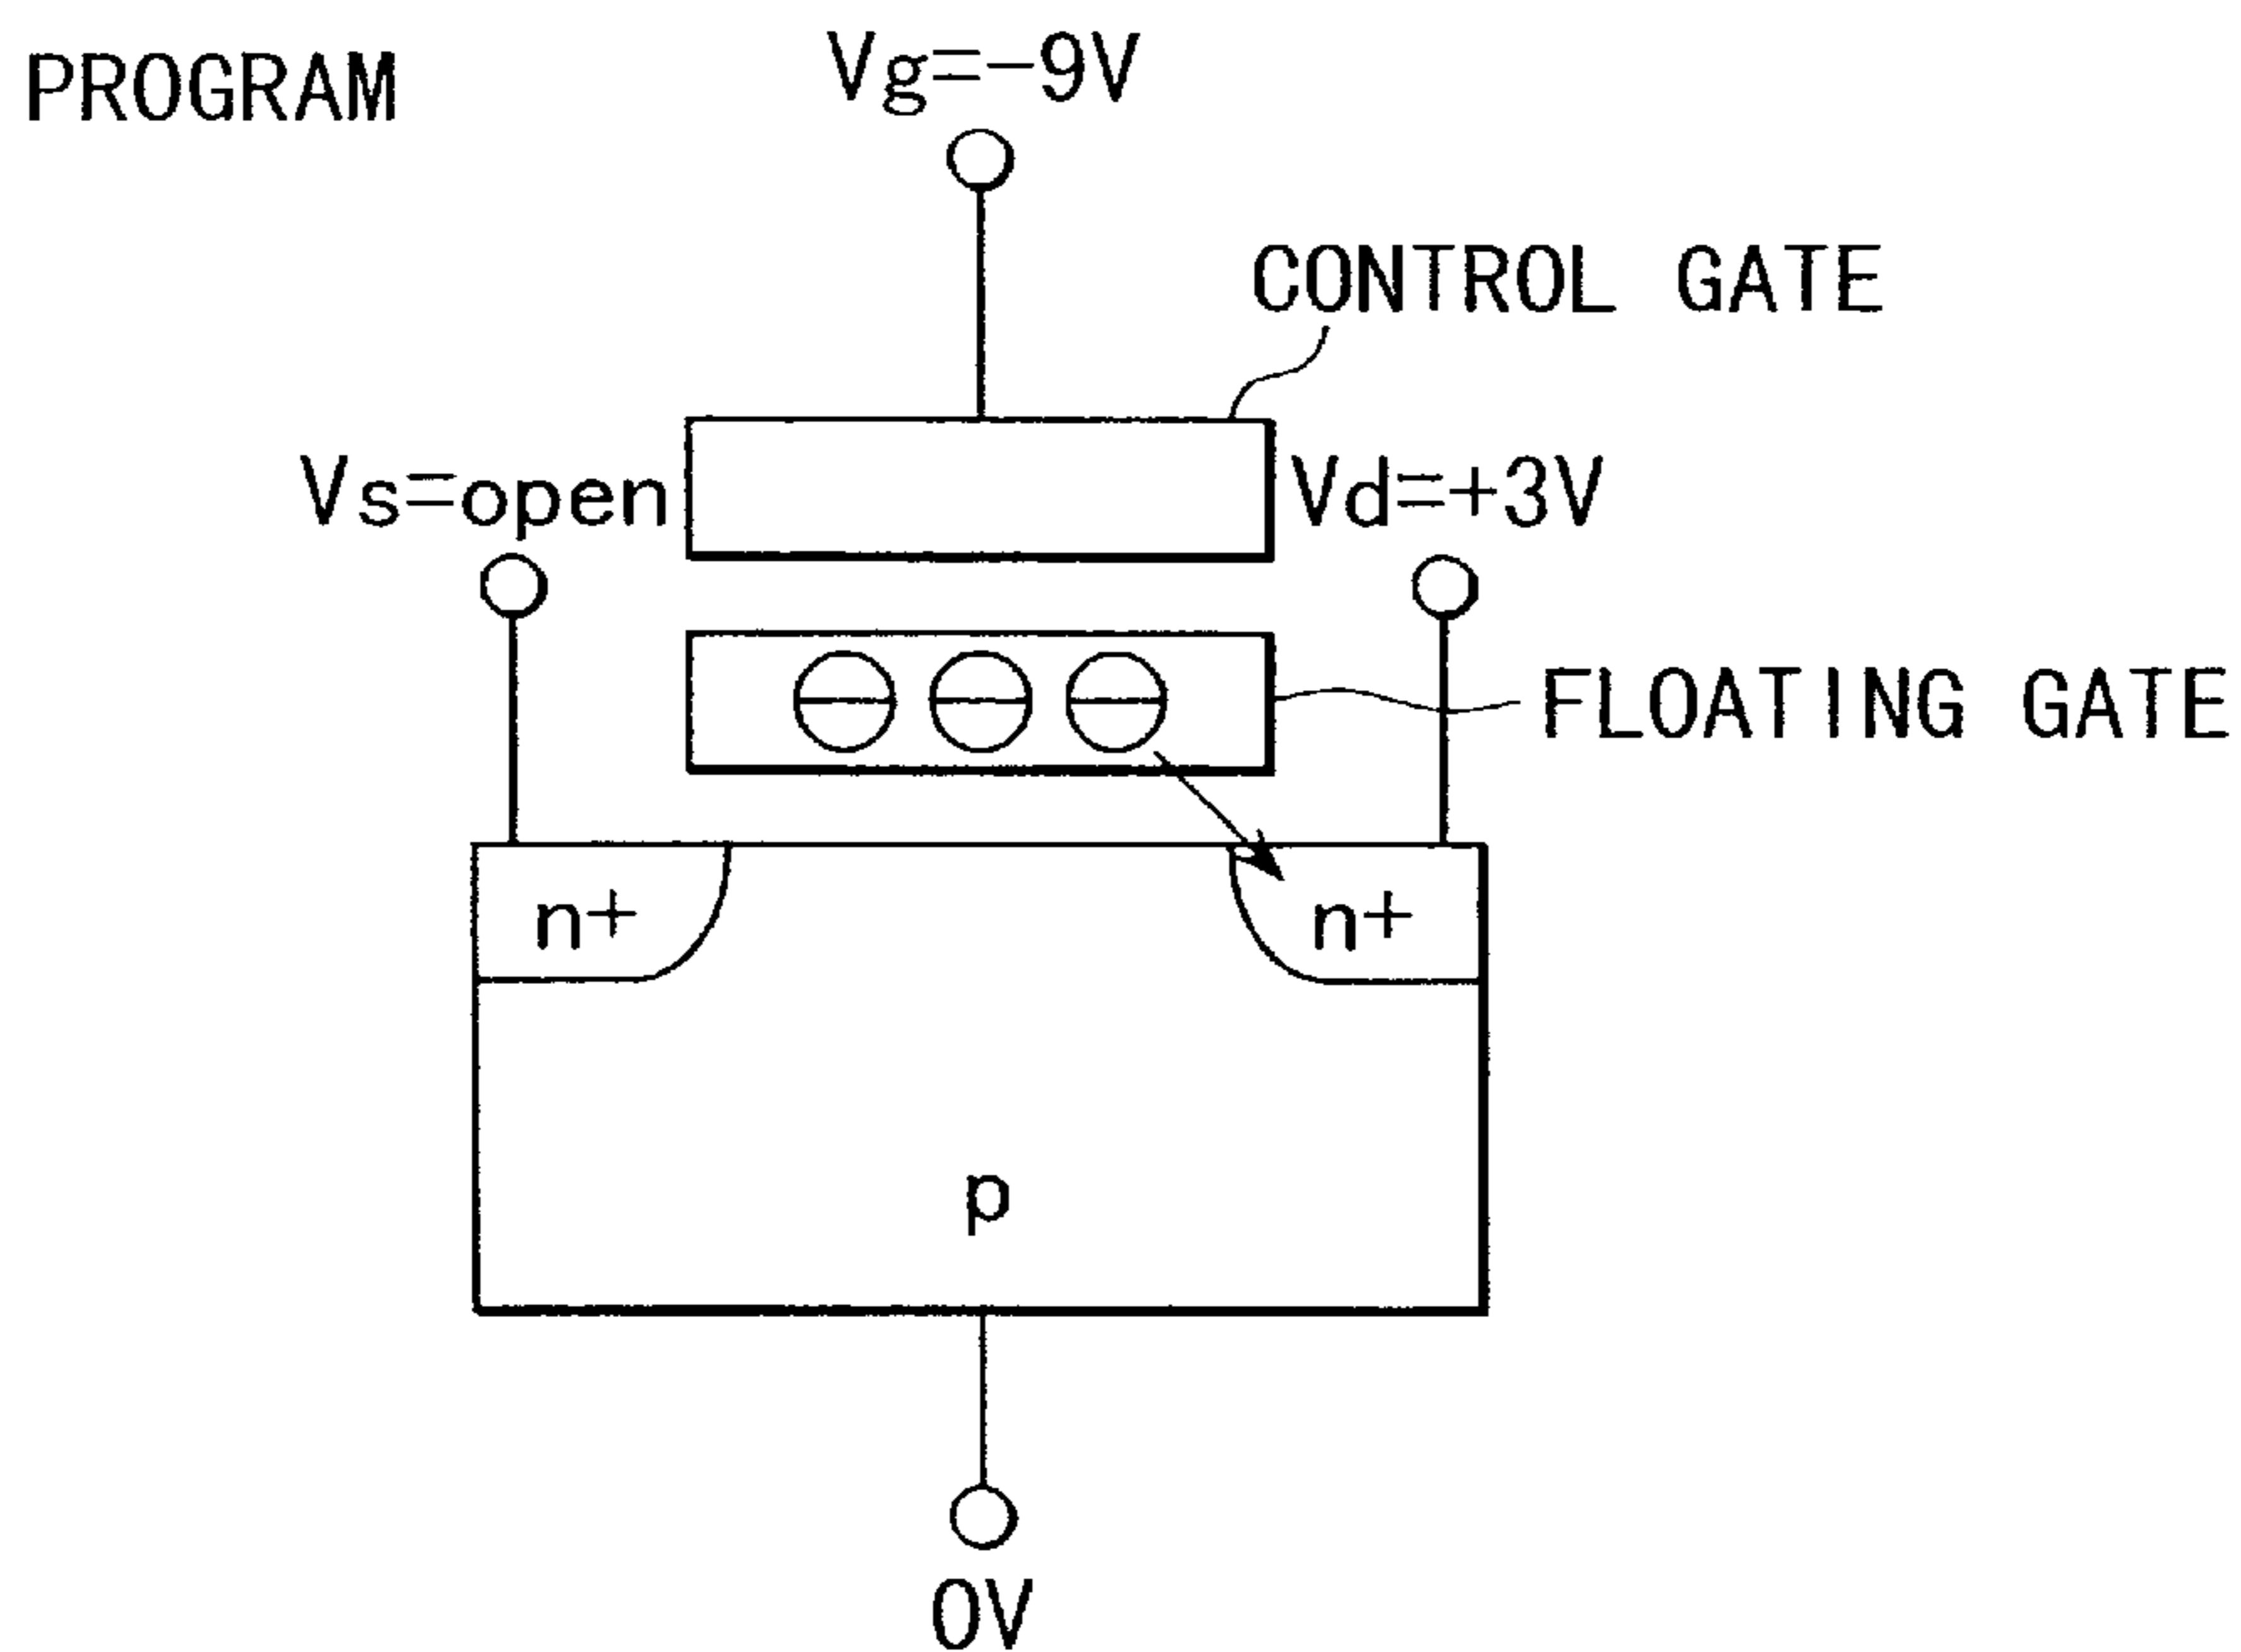 PROGRAM
Vg=-9V
CONTROL GATE
Vs=open
Vd=+3V
FLOATING GATE
n+
n+
p
0V